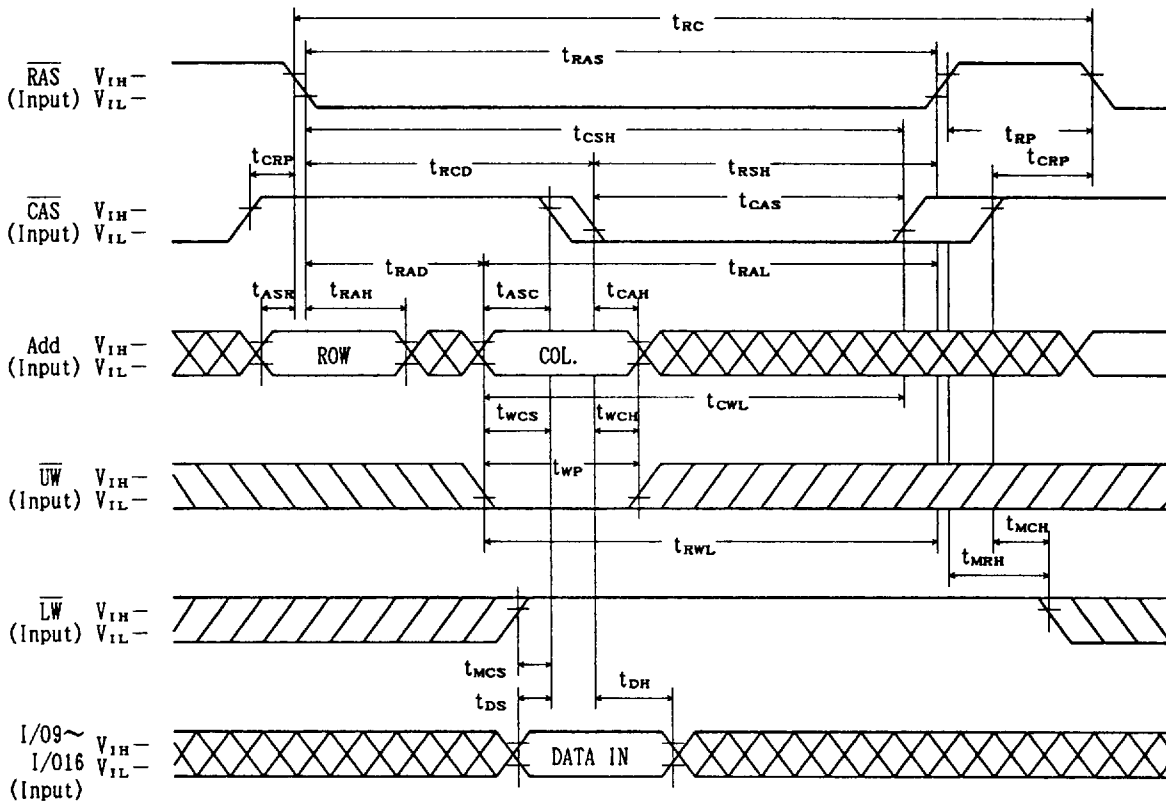 tRC
tRAS
RAS VIH
(Input) VIL
tCSH
tRP
tCRP
tRCD
tRSH
tCRP
CAS VIH
(Input) VIL
tCAS
tRAD
tRAL
tASR
tRAH
tASC
tCAH
Add VIH
(Input) VIL
ROW
COL.
tCWL
tWCS
tWCH
tWP
UW VIH
(Input) VIL
tRWL
tMCH
tMRH
LW VIH
(Input) VIL
tMCS
tDS
tDH
I/O9~ VIH
I/O16 VIL
(Input)
DATA IN